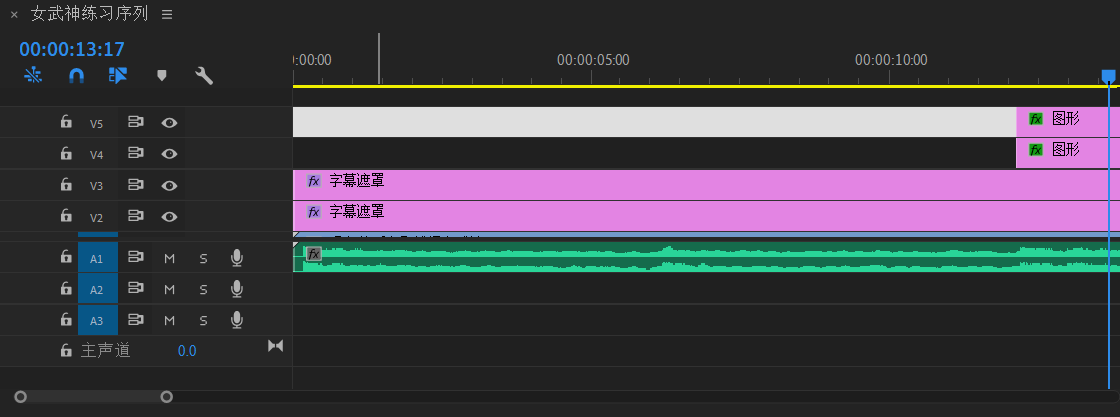 × 女武神练习序列
00:00:13:17
:00:00 00:00:05:00 00:00:10:00
V5 fx 图形
V4 fx 图形
V3 fx 字幕遮罩
V2 fx 字幕遮罩
A1 M S fx
A2 M S
A3 M S
主声道 0.0